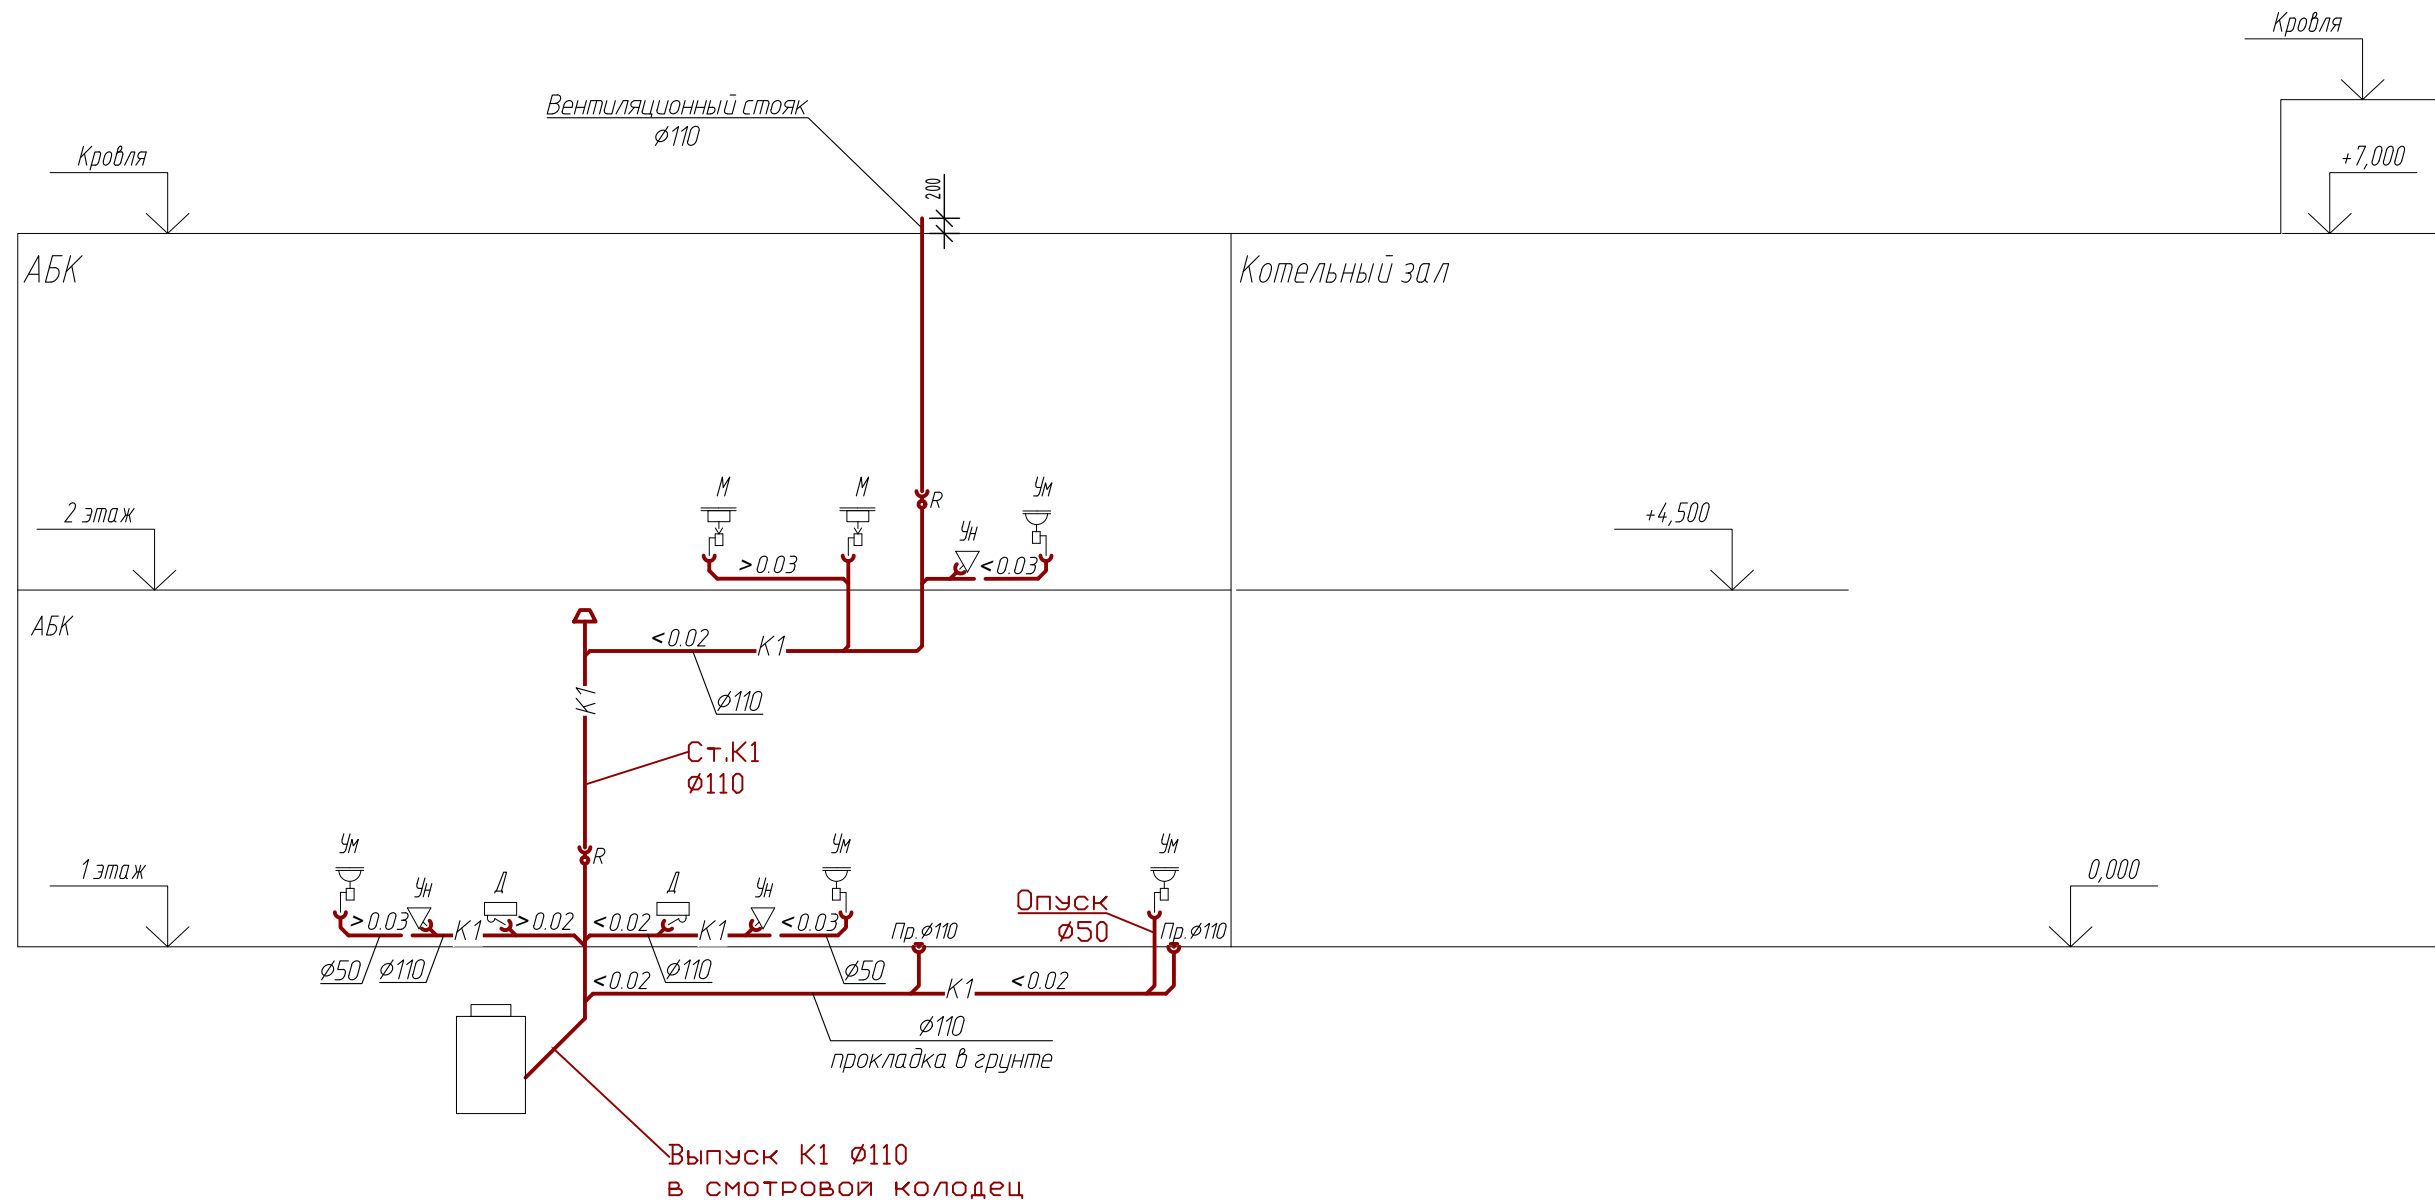 Кровля
Вентиляционный стояк
⌀110
Кровля
+7,000
200
АБК
Котельный зал
М
М
R
Ум
Ун
2 этаж
+4,500
>0.03
<0.03
АБК
<0.02
К1
К1
⌀110
Ст.К1
⌀110
R
Ум
Ум
Ум
1 этаж
0,000
Ун
Д
Д
Ун
Опуск
⌀50
>0.03
К1
>0.02
<0.02
К1
<0.03
Пр.⌀110
Пр.⌀110
⌀50
⌀110
⌀110
⌀50
<0.02
К1
<0.02
⌀110
прокладка в грунте
Выпуск К1 ⌀110
в смотровой колодец